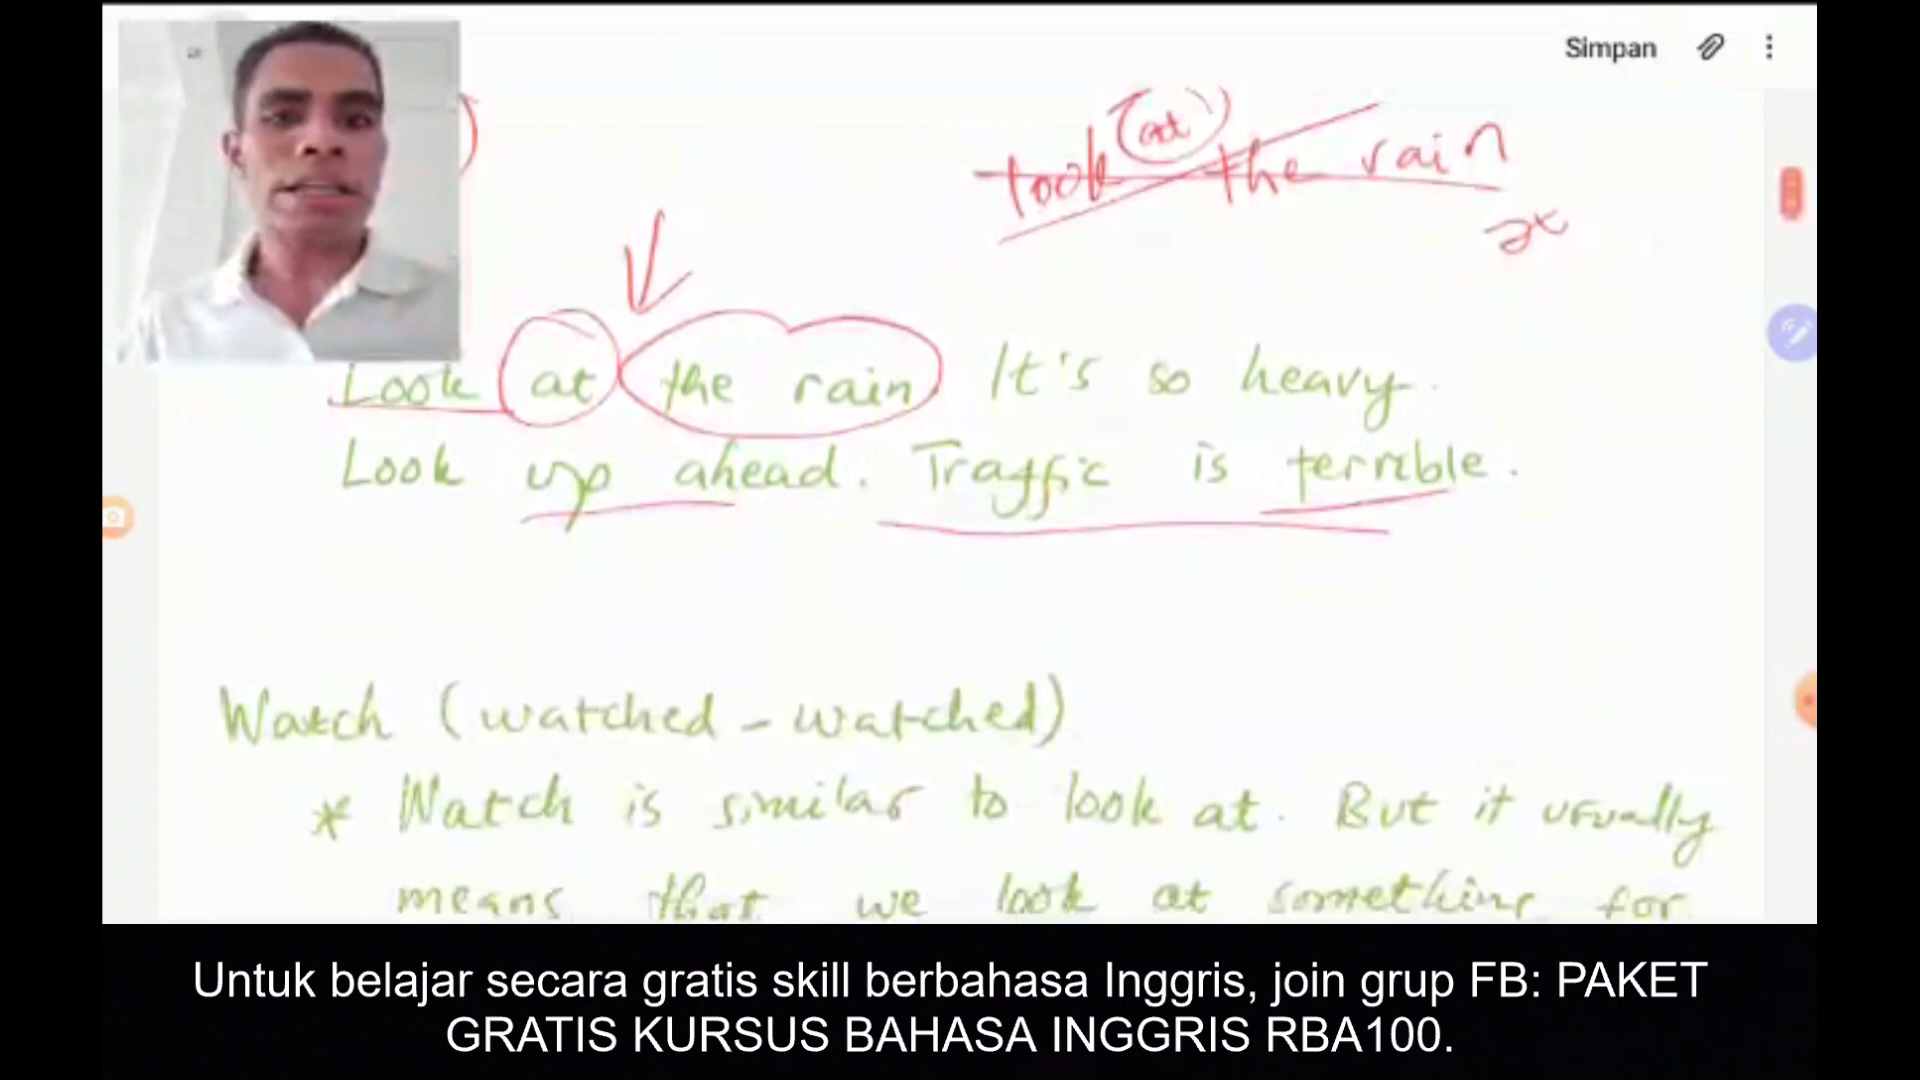 Simpan
look at the rain
Look at the rain. It's so heavy.
Look up ahead. Traffic is terrible.
Watch (watched - watched)
* Watch is similar to look at. But it usually
means that we look at something for
Untuk belajar secara gratis skill berbahasa Inggris, join grup FB: PAKET
GRATIS KURSUS BAHASA INGGRIS RBA100.